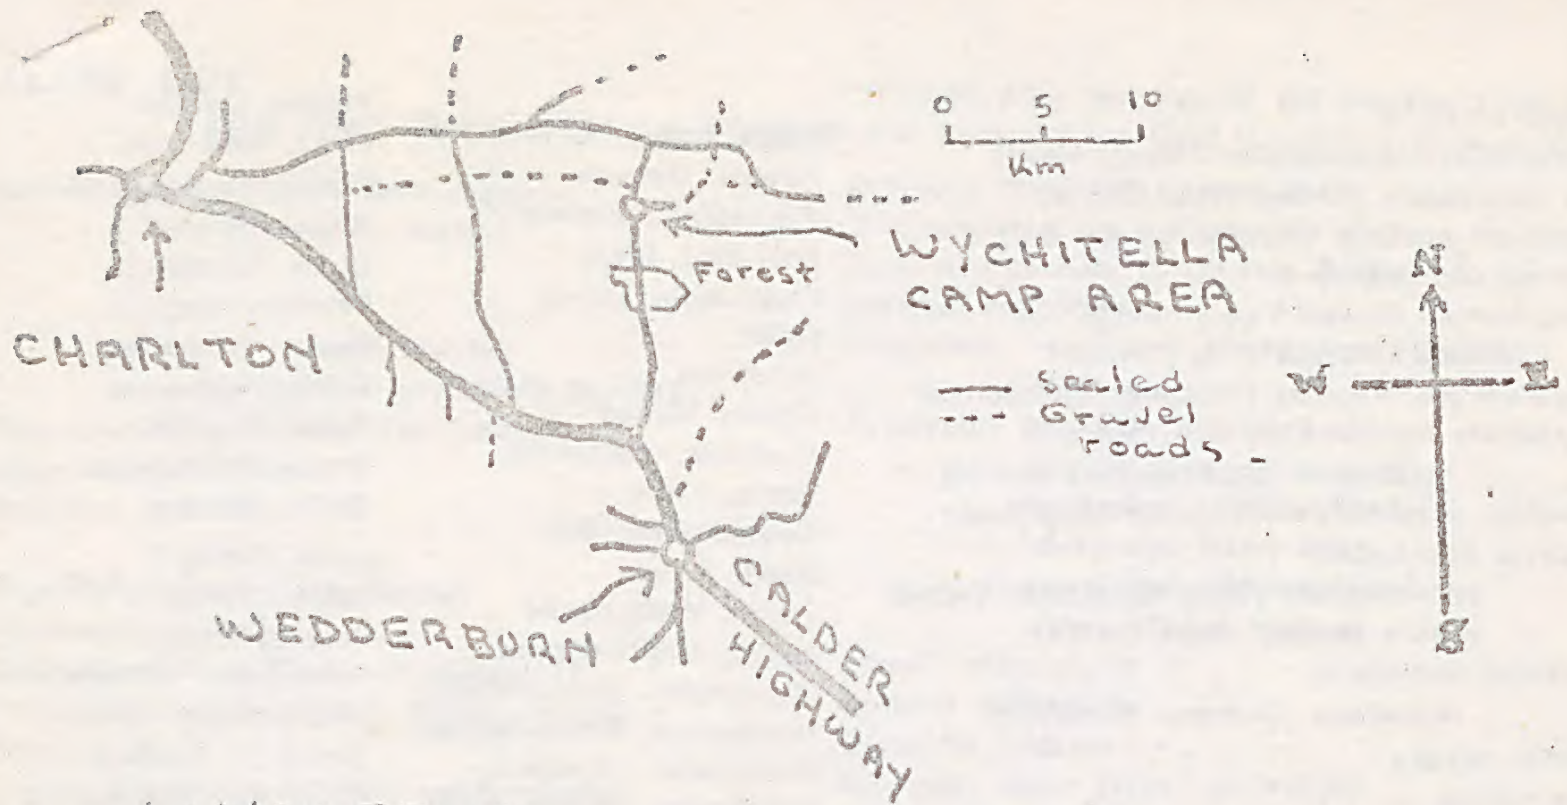 0 5 10
Km
WYCHITELLA
CAMP AREA
Forest
N
CHARLTON
W E
Sealed
Gravel
roads
CALDER
HIGHWAY
WEDDERBURN
S